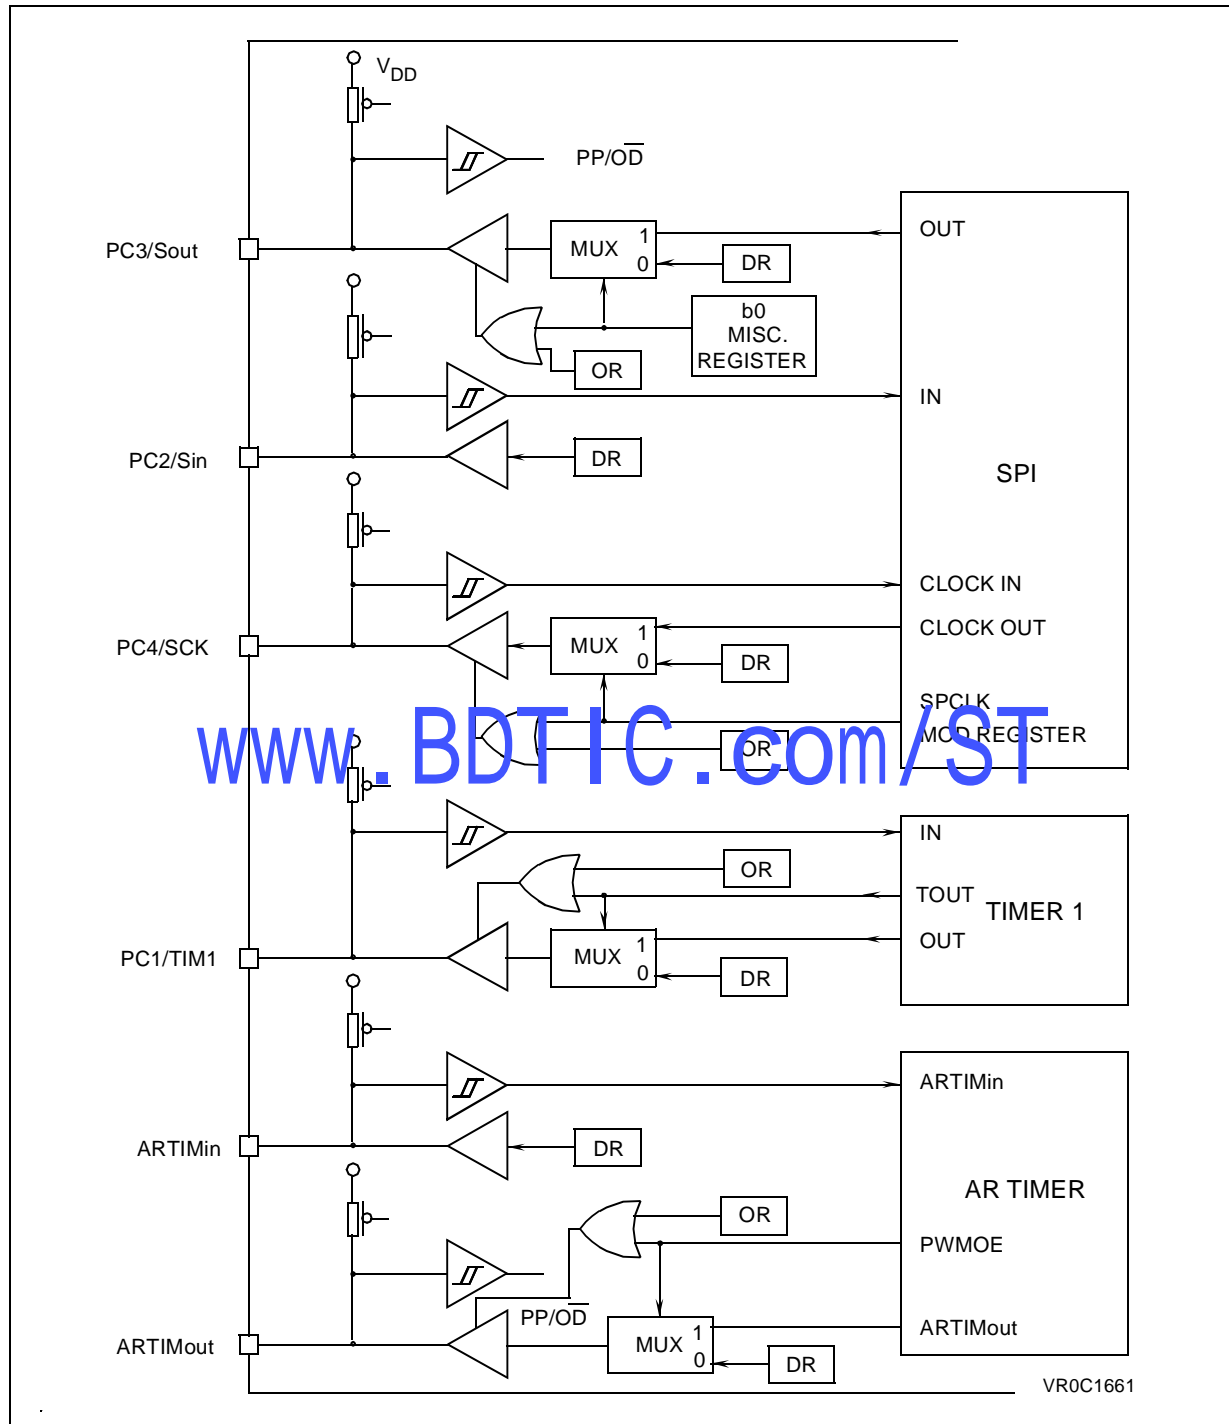 VDD
PP/OD
PC3/Sout
MUX
1
0
OUT
DR
b0
MISC.
REGISTER
OR
IN
PC2/Sin
DR
SPI
CLOCK IN
CLOCK OUT
PC4/SCK
MUX
1
0
DR
SPCLK
MOD REGISTER
OR
www.BDTIC.com/ST
IN
OR
TOUT
TIMER 1
OUT
PC1/TIM1
MUX
1
0
DR
ARTIMin
ARTIMin
DR
AR TIMER
OR
PWMOE
PP/OD
ARTIMout
MUX
1
0
ARTIMout
DR
VR0C1661